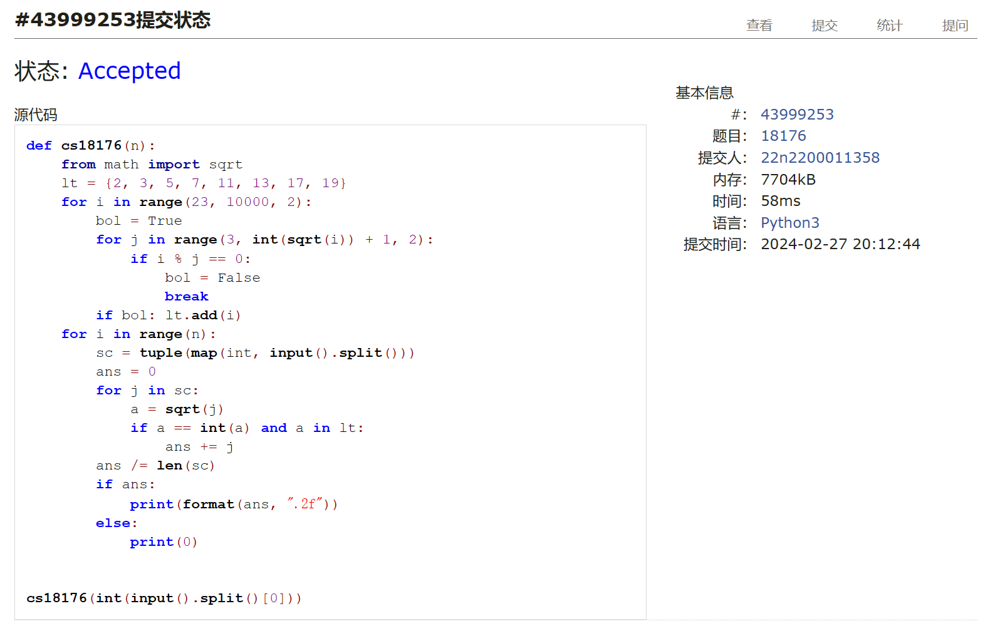 #43999253提交状态
查看 提交 统计 提问
状态: Accepted
源代码
def cs18176(n):
    from math import sqrt
    lt = {2, 3, 5, 7, 11, 13, 17, 19}
    for i in range(23, 10000, 2):
        bol = True
        for j in range(3, int(sqrt(i)) + 1, 2):
            if i % j == 0:
                bol = False
                break
        if bol: lt.add(i)
    for i in range(n):
        sc = tuple(map(int, input().split()))
        ans = 0
        for j in sc:
            a = sqrt(j)
            if a == int(a) and a in lt:
                ans += j
        ans /= len(sc)
        if ans:
            print(format(ans, ".2f"))
        else:
            print(0)
cs18176(int(input().split()[0]))
基本信息
#: 43999253
题目: 18176
提交人: 22n2200011358
内存: 7704kB
时间: 58ms
语言: Python3
提交时间: 2024-02-27 20:12:44